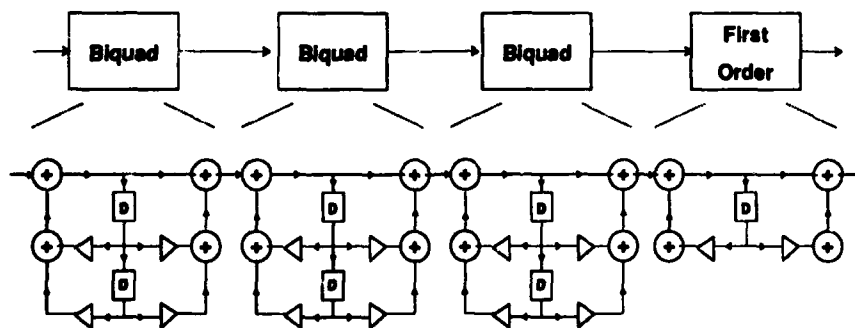 Biquad Biquad Biquad First
Order
+ + + + + + + +
D D D D
+ + + + + + + +
D D D